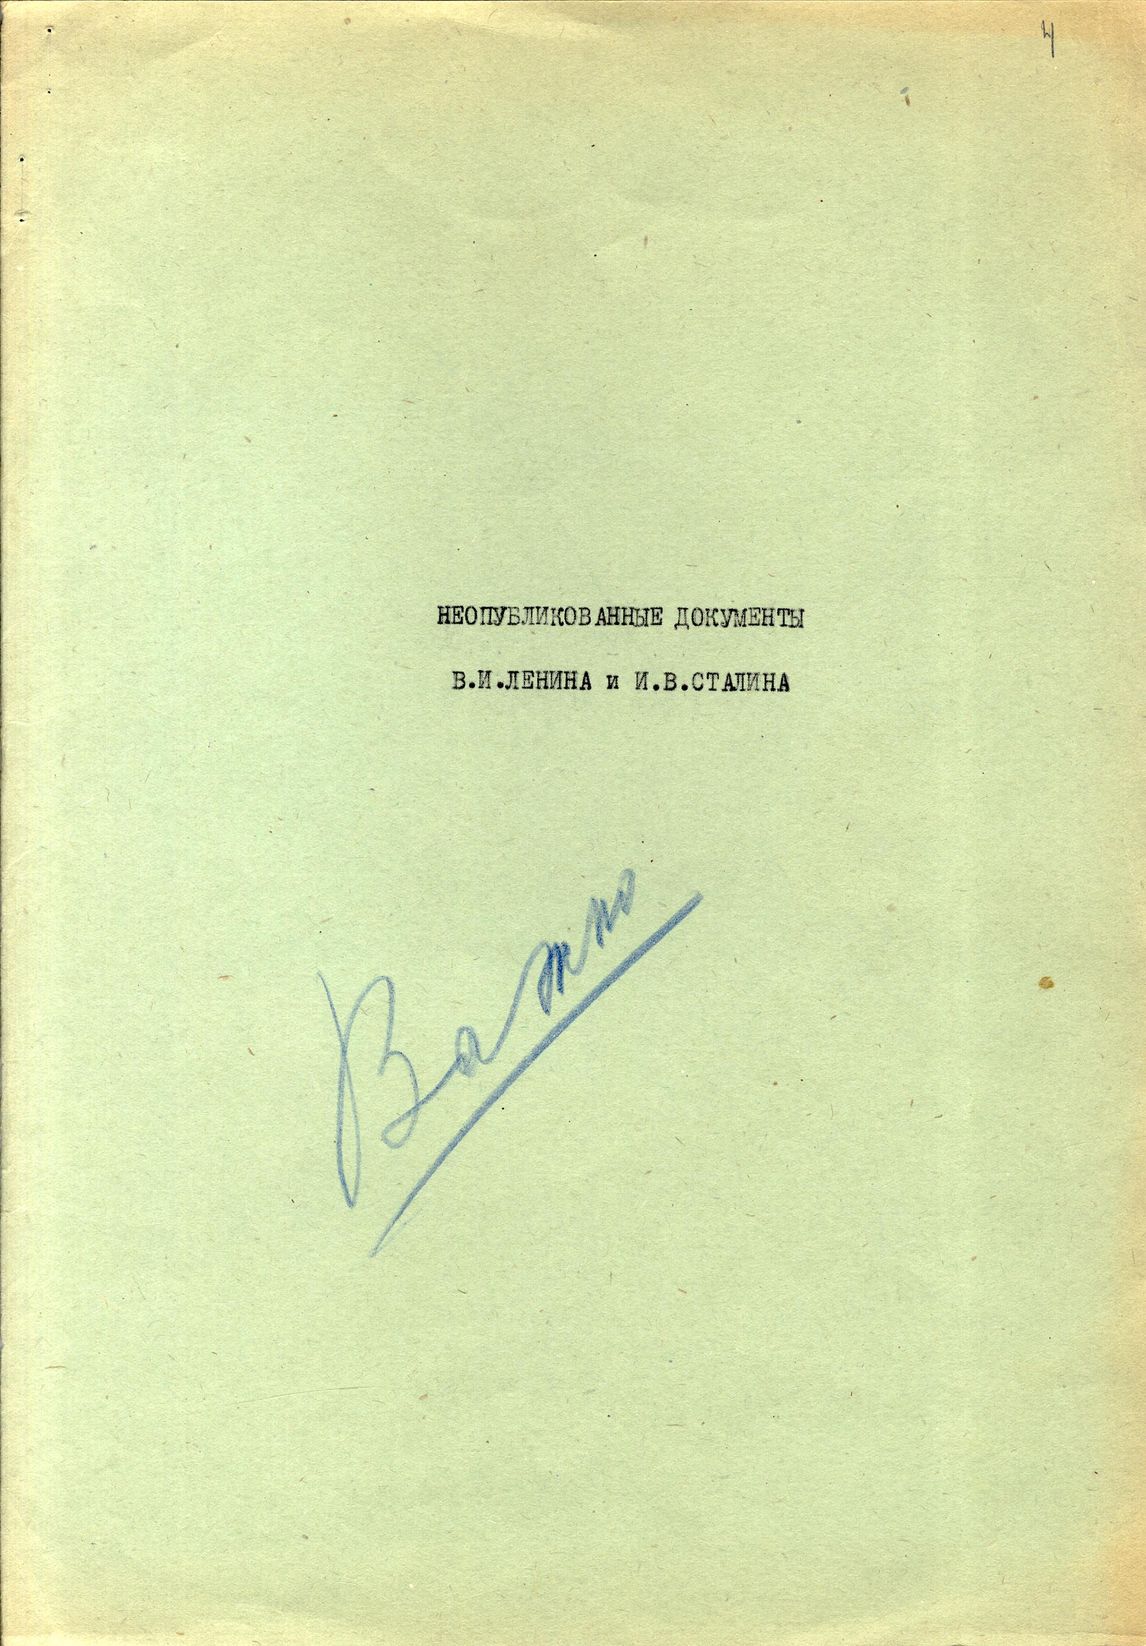 4
НЕОПУБЛИКОВАННЫЕ ДОКУМЕНТЫ
В.И.ЛЕНИНА и И.В.СТАЛИНА
Важно